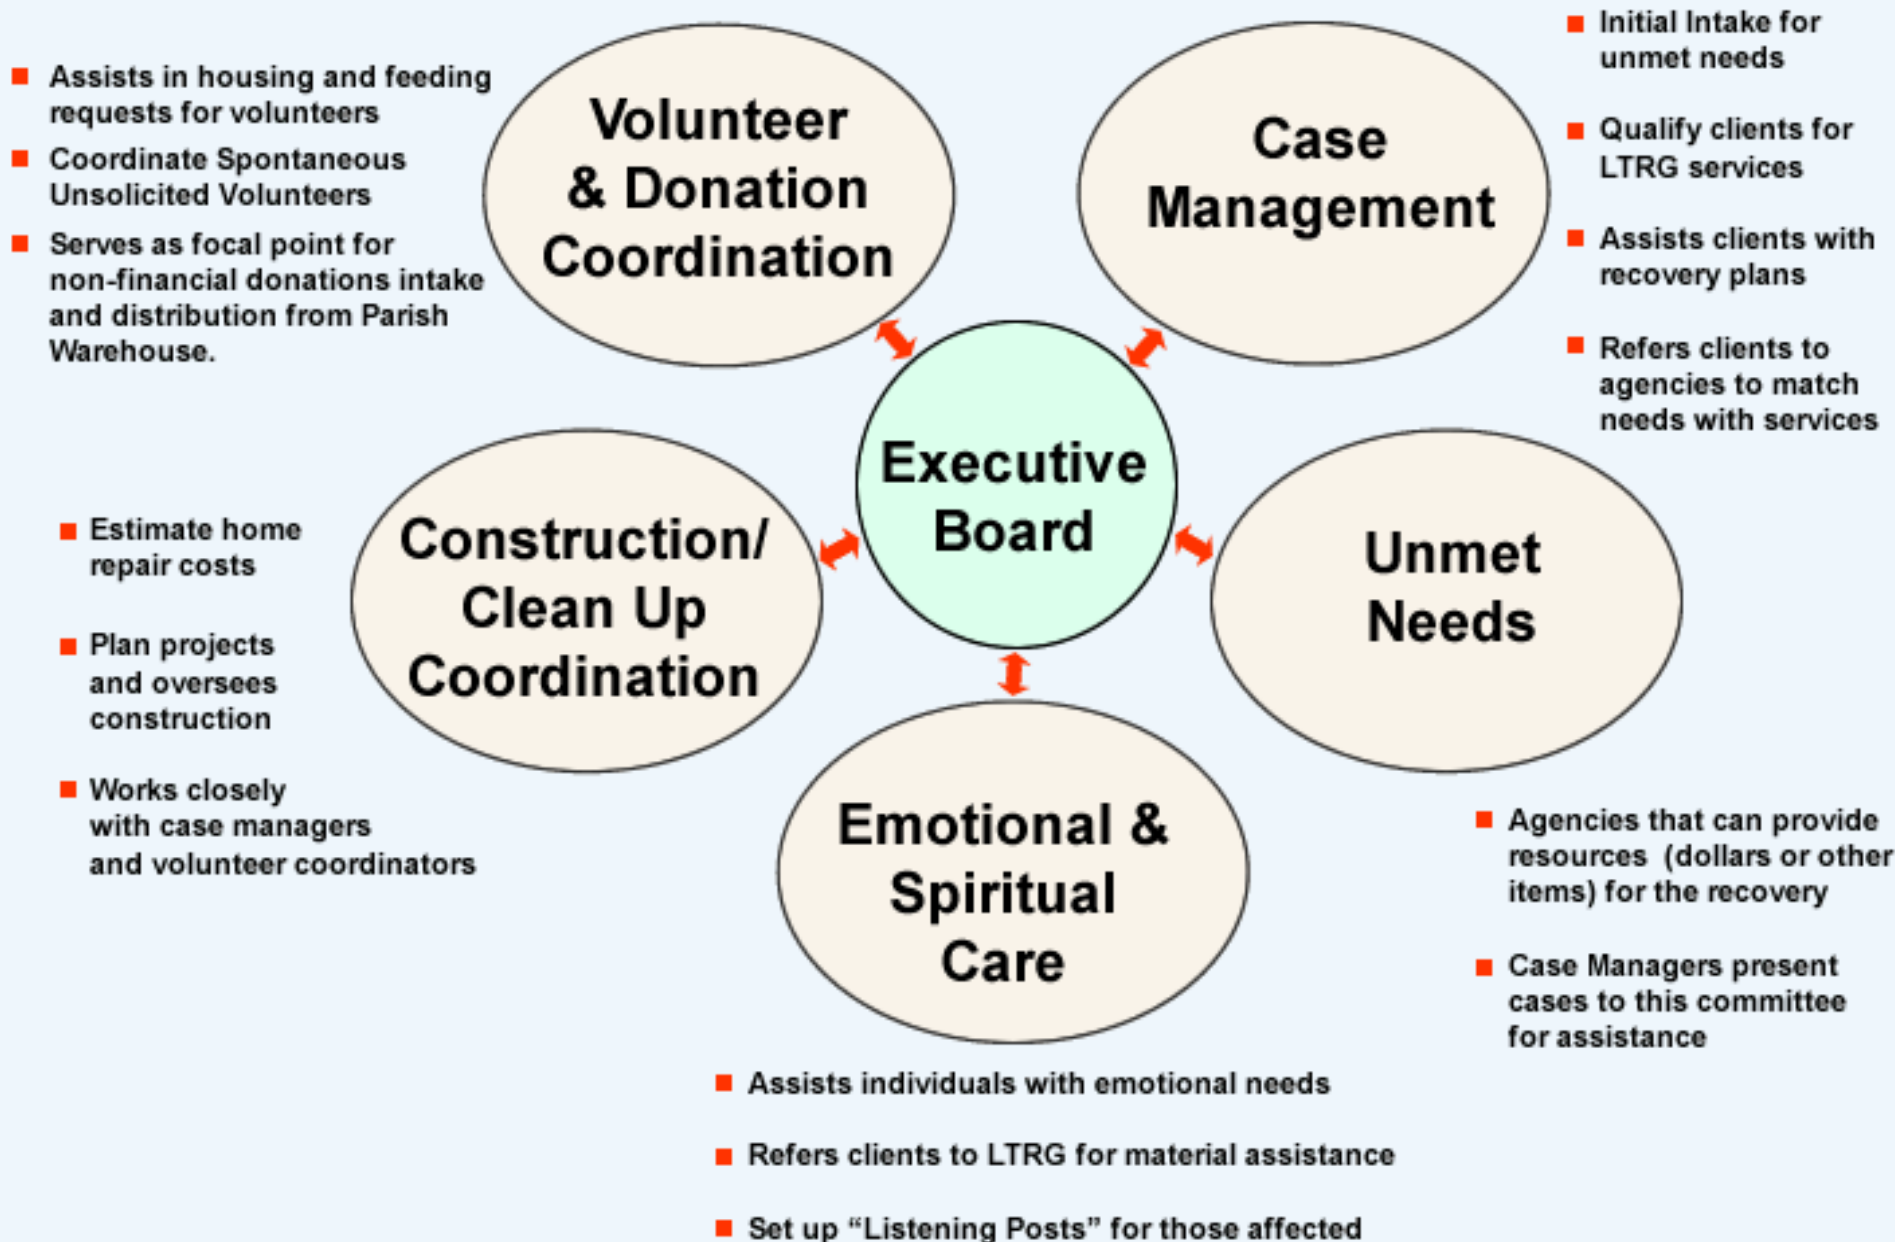 Assists in housing and feeding
requests for volunteers
Coordinate Spontaneous
Unsolicited Volunteers
Serves as focal point for
non-financial donations intake
and distribution from Parish
Warehouse.
Volunteer
& Donation
Coordination
Case
Management
Initial Intake for
unmet needs
Qualify clients for
LTRG services
Assists clients with
recovery plans
Refers clients to
agencies to match
needs with services
Executive
Board
Estimate home
repair costs
Plan projects
and oversees
construction
Works closely
with case managers
and volunteer coordinators
Construction/
Clean Up
Coordination
Unmet
Needs
Agencies that can provide
resources (dollars or other
items) for the recovery
Case Managers present
cases to this committee
for assistance
Emotional &
Spiritual
Care
Assists individuals with emotional needs
Refers clients to LTRG for material assistance
Set up “Listening Posts” for those affected